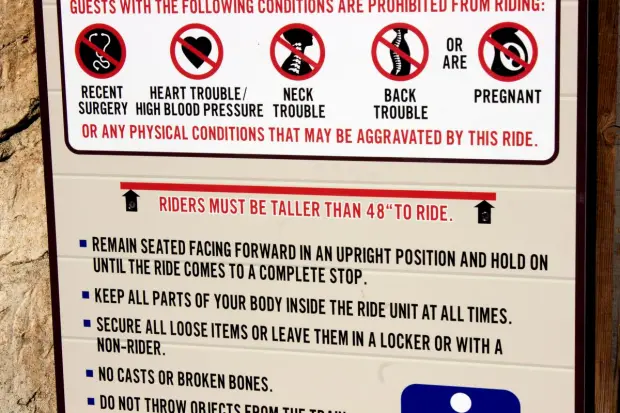 GUESTS WITH THE FOLLOWING CONDITIONS ARE PROHIBITED FROM RIDING:
RECENT SURGERY
HEART TROUBLE/
HIGH BLOOD PRESSURE
NECK TROUBLE
BACK TROUBLE
OR ARE
PREGNANT
OR ANY PHYSICAL CONDITIONS THAT MAY BE AGGRAVATED BY THIS RIDE.
RIDERS MUST BE TALLER THAN 48" TO RIDE.
REMAIN SEATED FACING FORWARD IN AN UPRIGHT POSITION AND HOLD ON
UNTIL THE RIDE COMES TO A COMPLETE STOP.
KEEP ALL PARTS OF YOUR BODY INSIDE THE RIDE UNIT AT ALL TIMES.
SECURE ALL LOOSE ITEMS OR LEAVE THEM IN A LOCKER OR WITH A
NON-RIDER.
NO CASTS OR BROKEN BONES.
DO NOT THROW OBJECTS FROM THE TRAIN